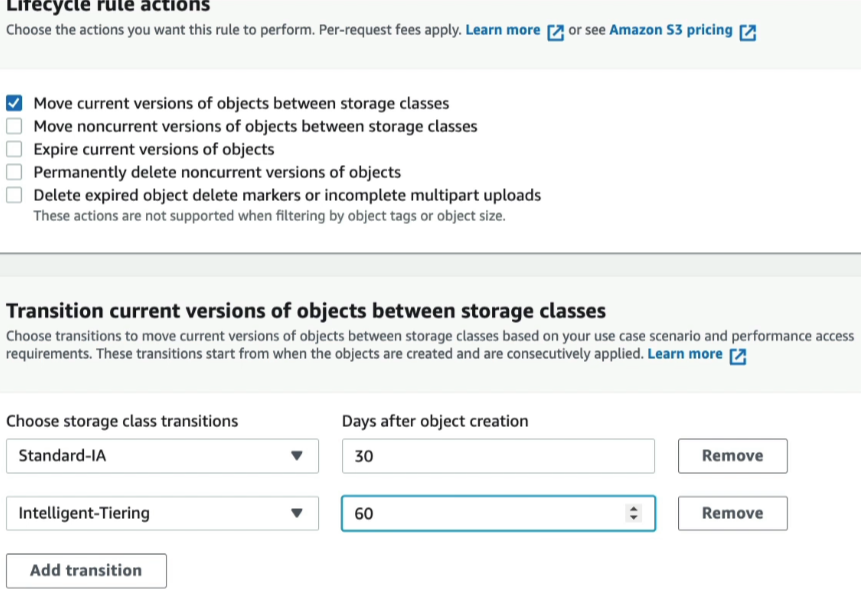 Lifecycle rule actions
Choose the actions you want this rule to perform. Per-request fees apply. Learn more or see Amazon S3 pricing
Move current versions of objects between storage classes
Move noncurrent versions of objects between storage classes
Expire current versions of objects
Permanently delete noncurrent versions of objects
Delete expired object delete markers or incomplete multipart uploads
These actions are not supported when filtering by object tags or object size.
Transition current versions of objects between storage classes
Choose transitions to move current versions of objects between storage classes based on your use case scenario and performance access
requirements. These transitions start from when the objects are created and are consecutively applied. Learn more
Choose storage class transitions Days after object creation
Standard-IA 30 Remove
Intelligent-Tiering 60 Remove
Add transition